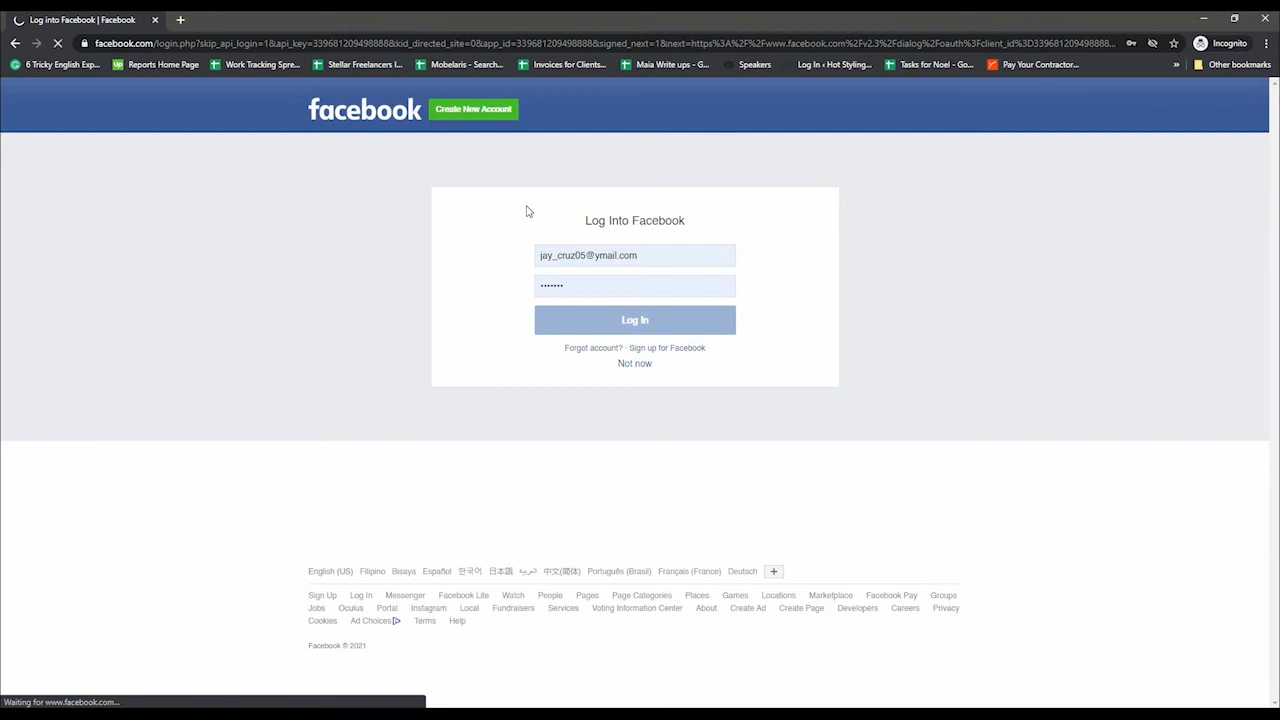 Log into Facebook | Facebook
facebook.com/login.php?skip_api_login=1&api_key=339681209498888&kid_directed_site=0&app_id=339681209498888&signed_next=1&next=https%3A%2F%2Fwww.facebook.com%2Fv2.3%2Fdialog%2Foauth%3Fclient_id%3D339681209498888...
Incognito
6 Tricky English Exp...
Up Reports Home Page
Work Tracking Spre...
Stellar Freelancers I...
Mobelaris - Search...
Invoices for Clients...
Maia Write ups - G...
Speakers
Log In ‹ Hot Styling...
Tasks for Noel - Go...
Pay Your Contractor...
»
Other bookmarks
facebook
Create New Account
Log Into Facebook
jay_cruz05@ymail.com
•••••••
Log In
Forgot account? · Sign up for Facebook
Not now
English (US) Filipino Bisaya Español 한국어 日本語 العربية 中文(简体) Português (Brasil) Français (France) Deutsch +
Sign Up Log In Messenger Facebook Lite Watch People Pages Page Categories Places Games Locations Marketplace Facebook Pay Groups
Jobs Oculus Portal Instagram Local Fundraisers Services Voting Information Center About Create Ad Create Page Developers Careers Privacy
Cookies Ad Choices Terms Help
Facebook © 2021
Waiting for www.facebook.com...